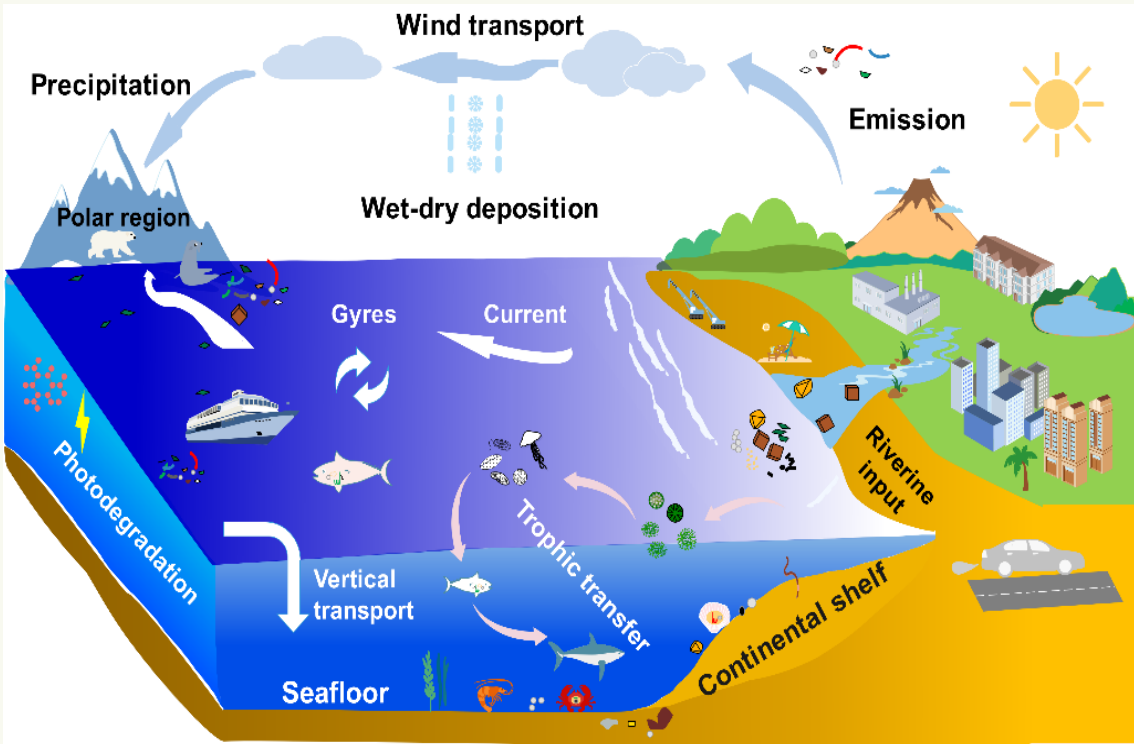 Wind transport
Precipitation
Emission
Polar region
Wet-dry deposition
Gyres
Current
Photodegradation
Riverine
input
Trophic transfer
Vertical
transport
Continental shelf
Seafloor